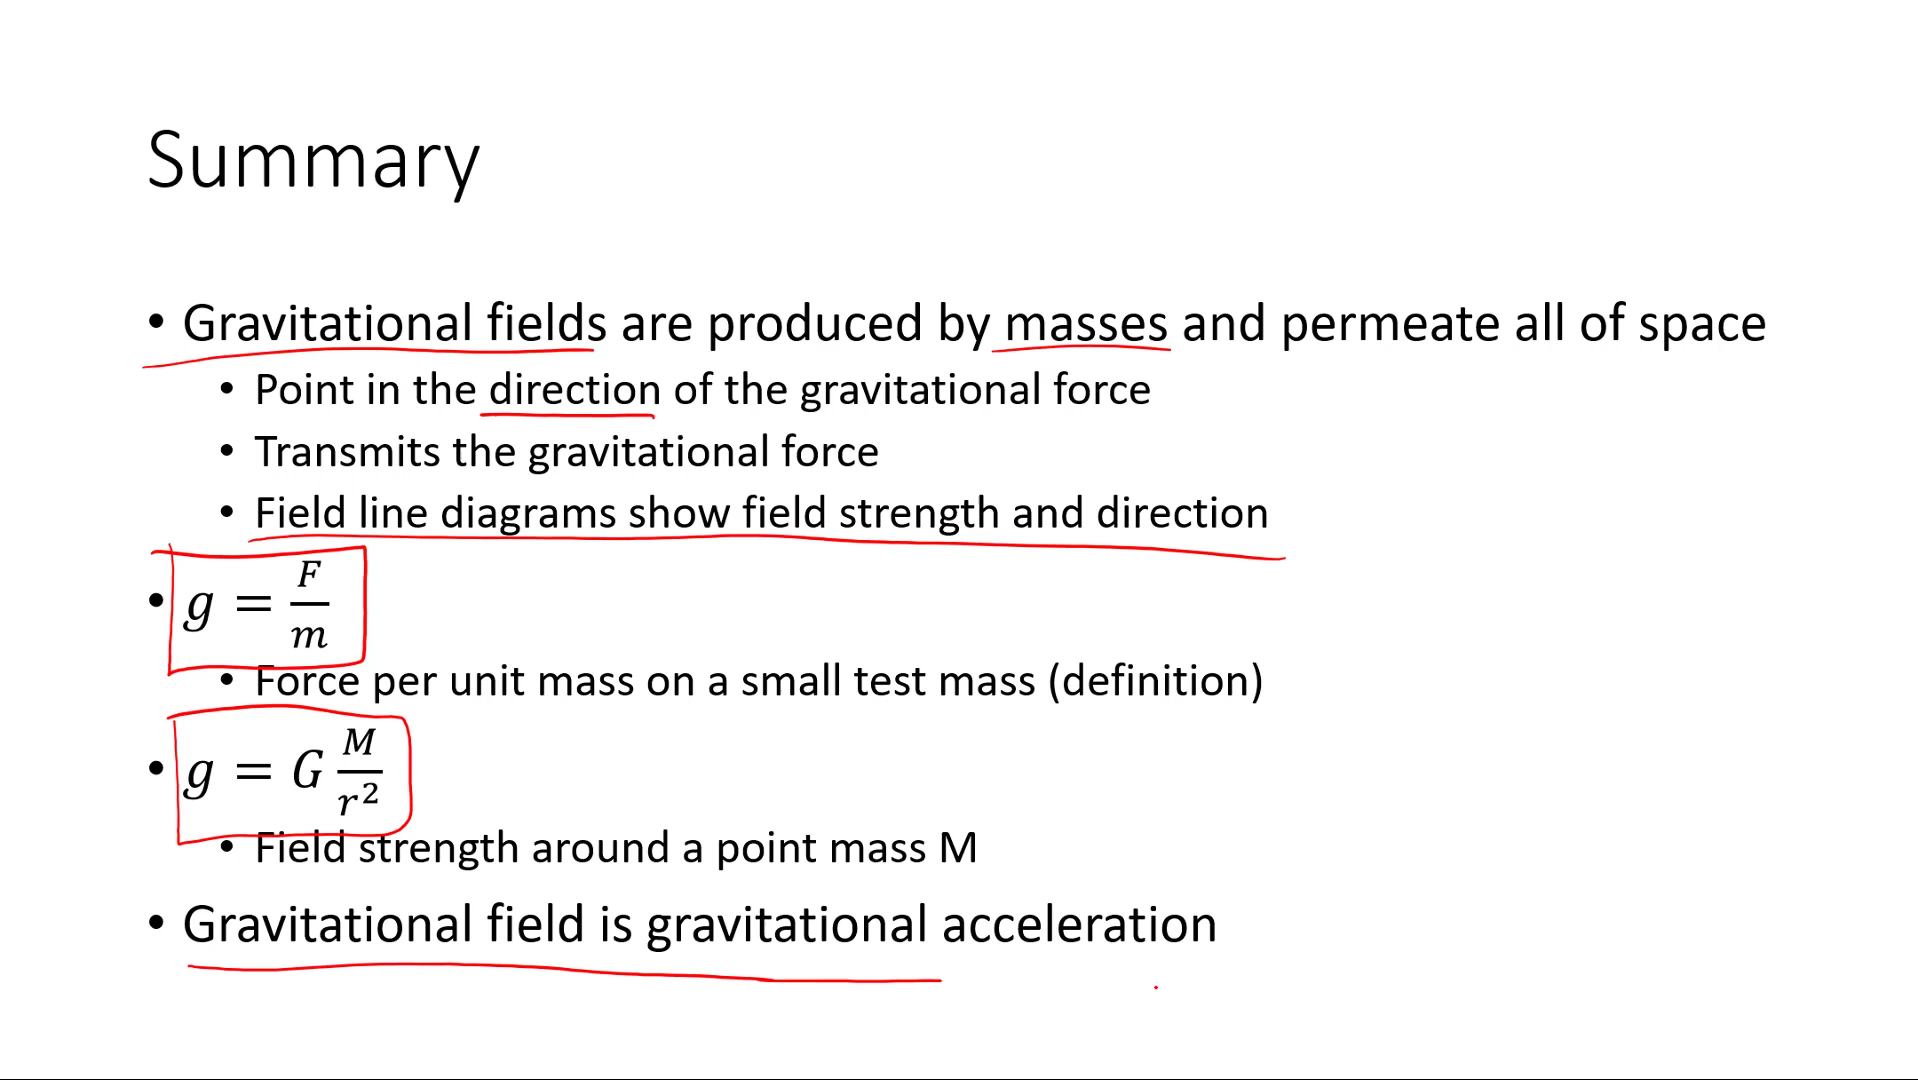 Summary
• Gravitational fields are produced by masses and permeate all of space
• Point in the direction of the gravitational force
• Transmits the gravitational force
• Field line diagrams show field strength and direction
• g = F/m
• Force per unit mass on a small test mass (definition)
• g = G M/r²
• Field strength around a point mass M
• Gravitational field is gravitational acceleration